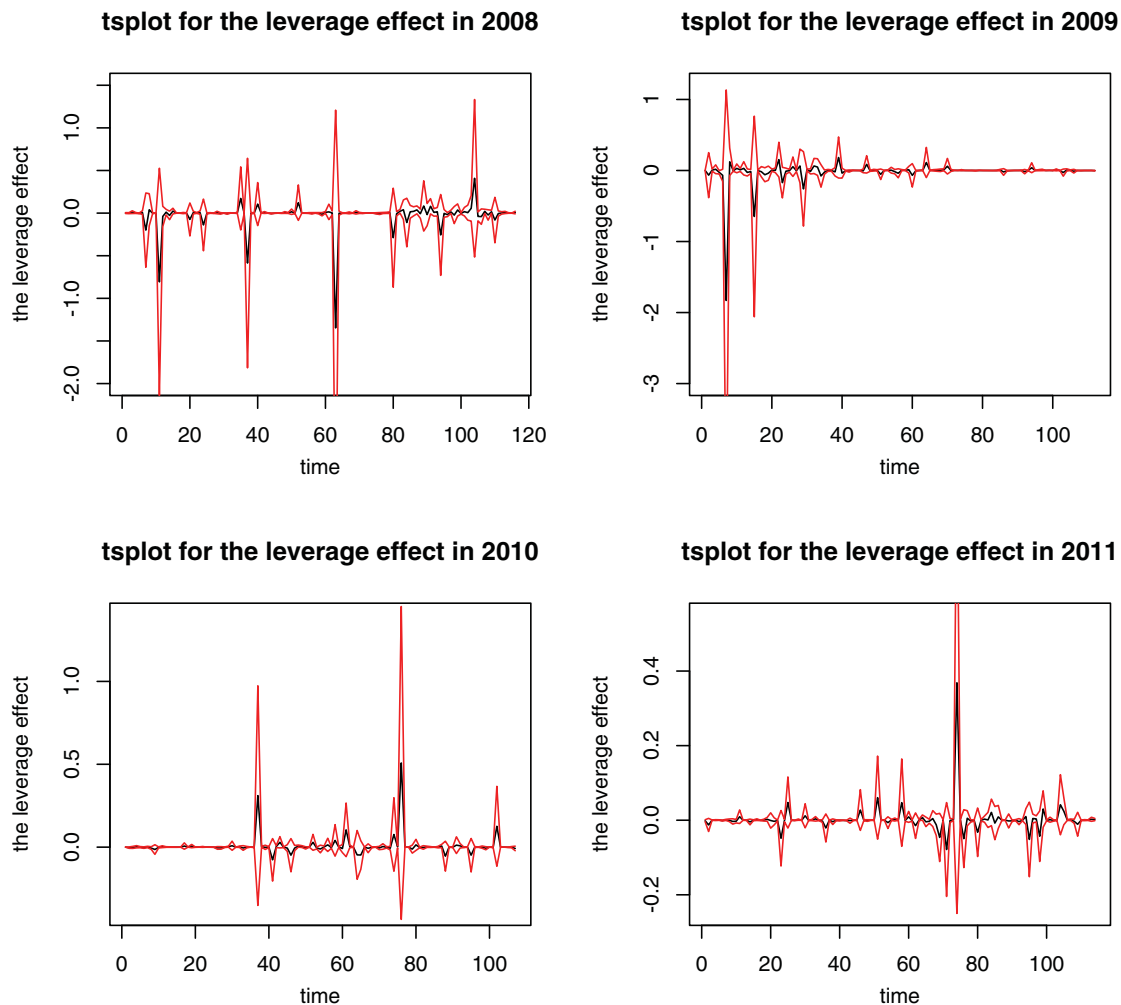 tsplot for the leverage effect in 2008
the leverage effect
1.0
0.0
-1.0
-2.0
0 20 40 60 80 100 120
time
tsplot for the leverage effect in 2009
the leverage effect
1
0
-1
-2
-3
0 20 40 60 80 100
time
tsplot for the leverage effect in 2010
the leverage effect
1.0
0.5
0.0
0 20 40 60 80 100
time
tsplot for the leverage effect in 2011
the leverage effect
0.4
0.2
0.0
-0.2
0 20 40 60 80 100
time